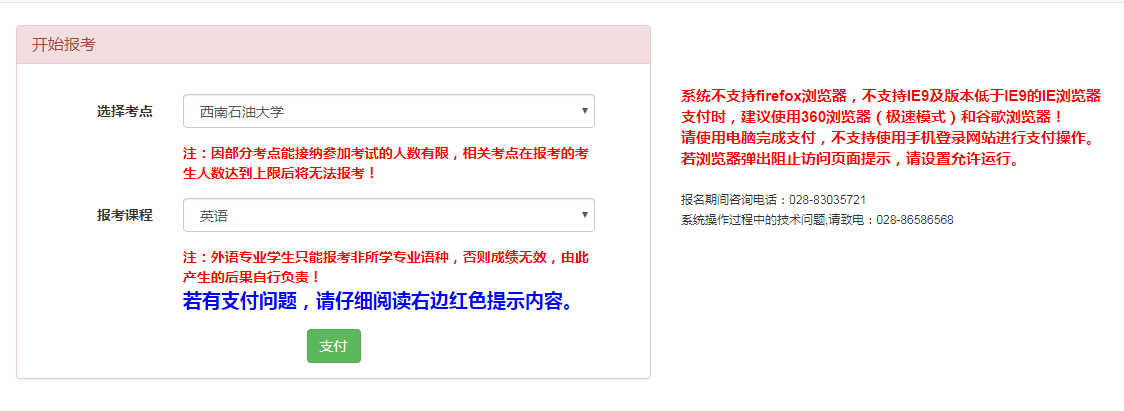 开始报考
选择考点
西南石油大学
注：因部分考点能接纳参加考试的人数有限，相关考点在报考的考
生人数达到上限后将无法报考！
报考课程
英语
注：外语专业学生只能报考非所学专业语种，否则成绩无效，由此
产生的后果自行负责！
若有支付问题，请仔细阅读右边红色提示内容。
支付
系统不支持firefox浏览器，不支持IE9及版本低于IE9的IE浏览器
支付时，建议使用360浏览器（极速模式）和谷歌浏览器！
请使用电脑完成支付，不支持使用手机登录网站进行支付操作。
若浏览器弹出阻止访问页面提示，请设置允许运行。
报名期间咨询电话：028-83035721
系统操作过程中的技术问题,请致电：028-86586568